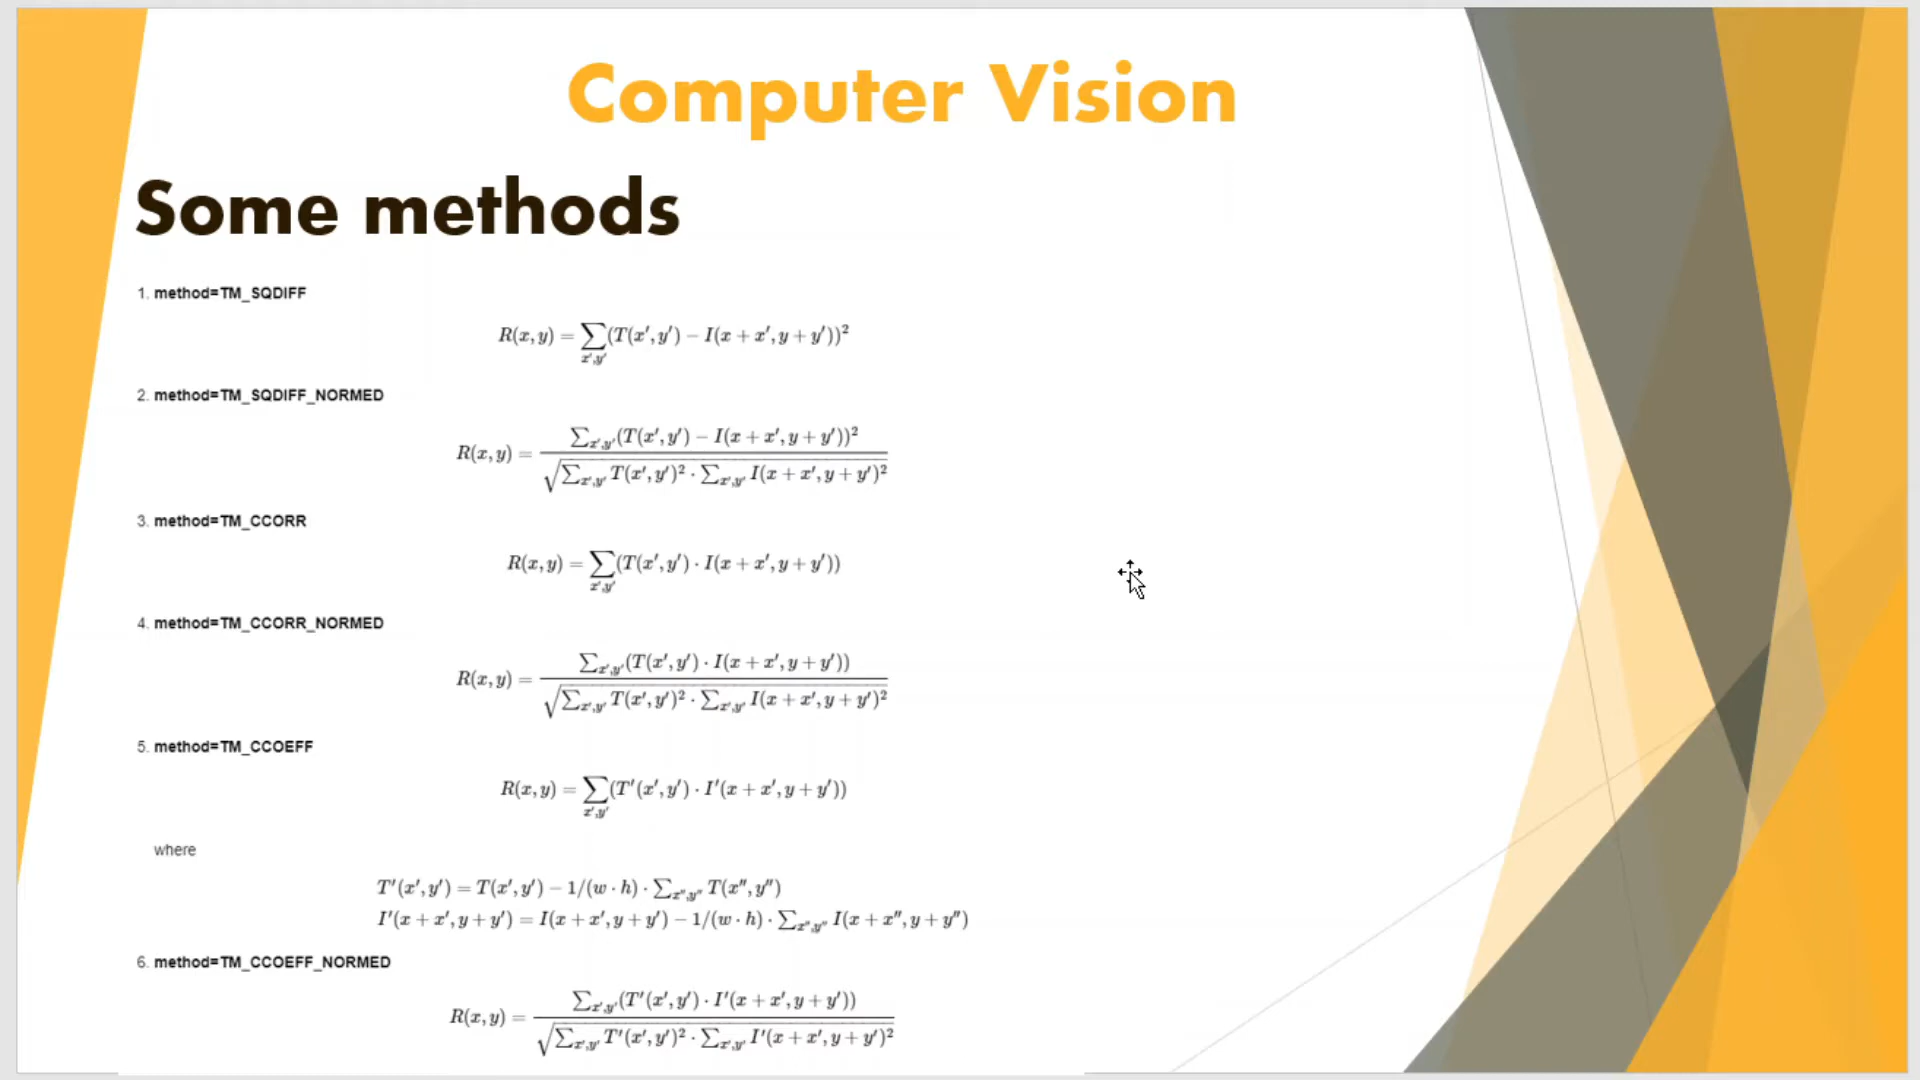 Computer Vision
Some methods
1. method=TM_SQDIFF
R(x, y) = ∑x′,y′ (T(x′, y′) − I(x + x′, y + y′))²
2. method=TM_SQDIFF_NORMED
R(x, y) = ∑x′,y′ (T(x′, y′) − I(x + x′, y + y′))² / √(∑x′,y′ T(x′, y′)² · ∑x′,y′ I(x + x′, y + y′)²)
3. method=TM_CCORR
R(x, y) = ∑x′,y′ (T(x′, y′) · I(x + x′, y + y′))
4. method=TM_CCORR_NORMED
R(x, y) = ∑x′,y′ (T(x′, y′) · I(x + x′, y + y′)) / √(∑x′,y′ T(x′, y′)² · ∑x′,y′ I(x + x′, y + y′)²)
5. method=TM_CCOEFF
R(x, y) = ∑x′,y′ (T′(x′, y′) · I′(x + x′, y + y′))
where
T′(x′, y′) = T(x′, y′) − 1/(w · h) · ∑x″,y″ T(x″, y″)
I′(x + x′, y + y′) = I(x + x′, y + y′) − 1/(w · h) · ∑x″,y″ I(x + x″, y + y″)
6. method=TM_CCOEFF_NORMED
R(x, y) = ∑x′,y′ (T′(x′, y′) · I′(x + x′, y + y′)) / √(∑x′,y′ T′(x′, y′)² · ∑x′,y′ I′(x + x′, y + y′)²)